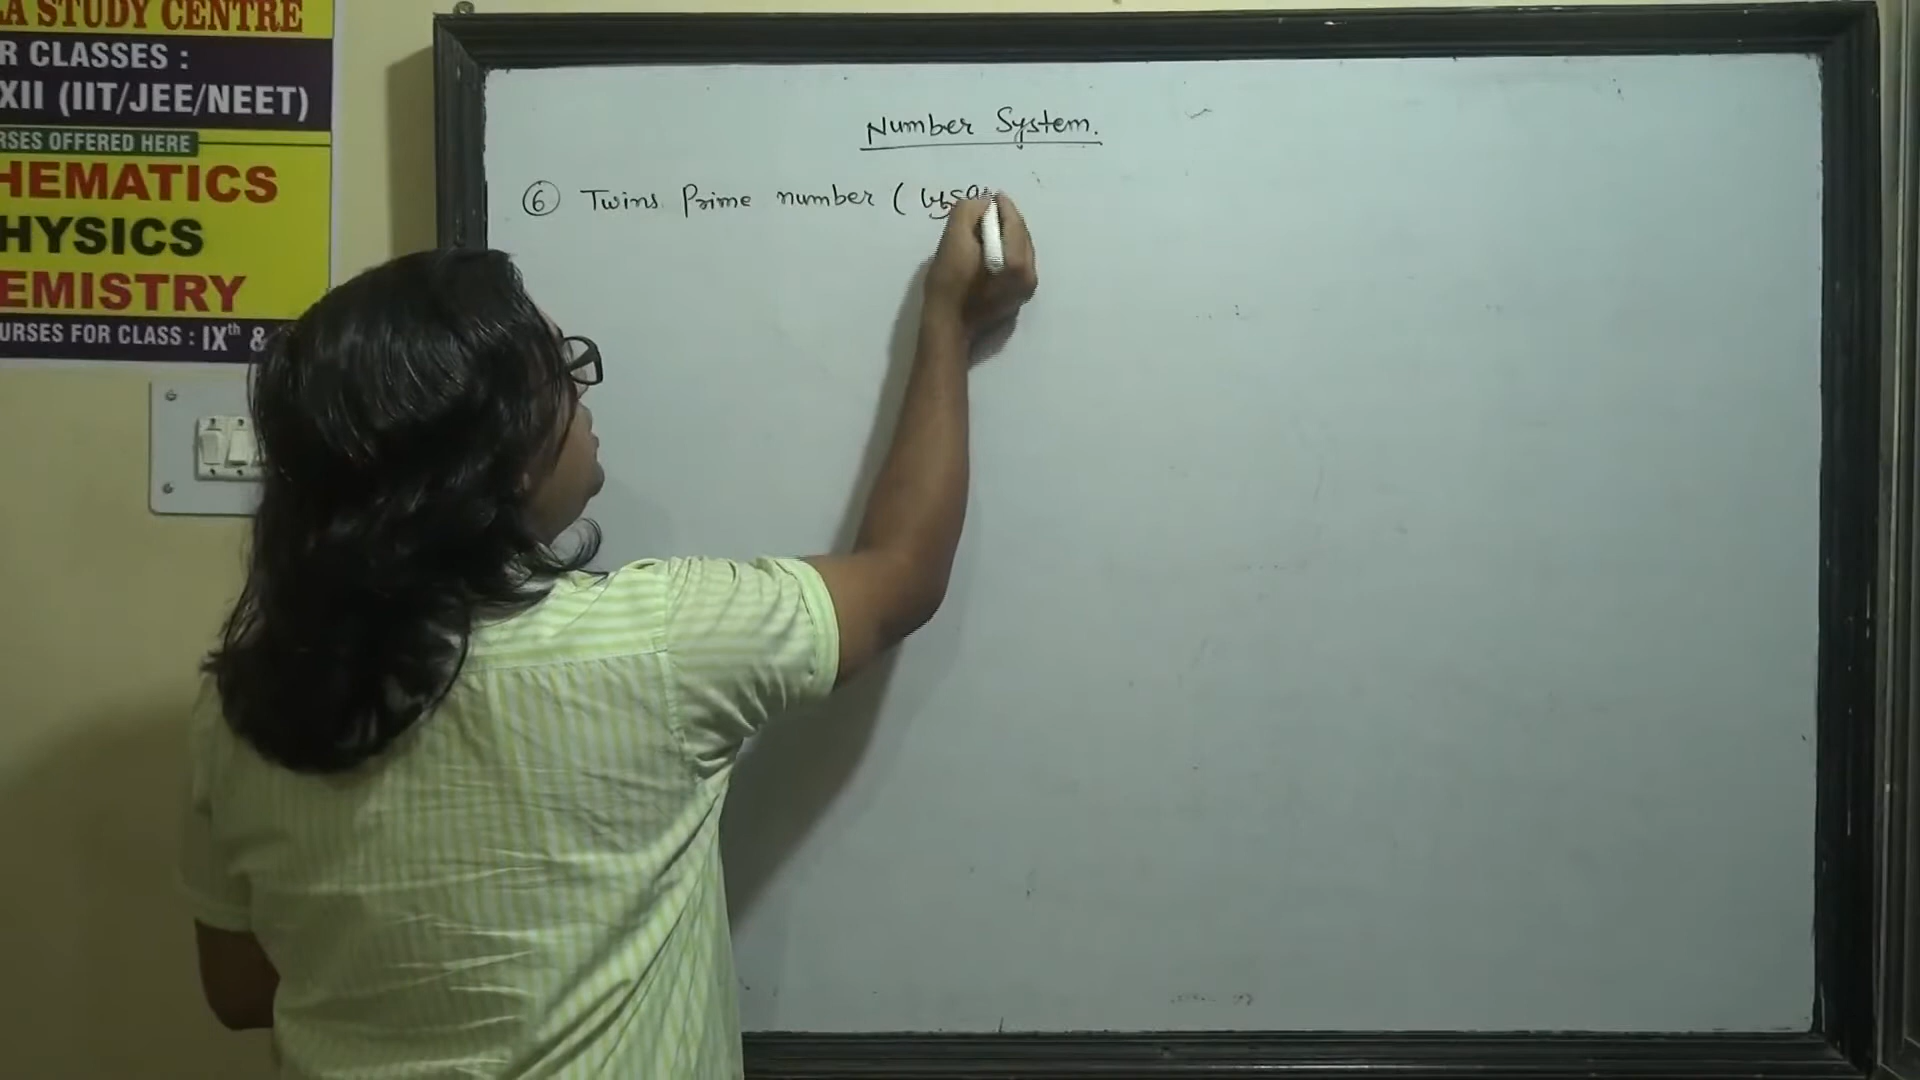 A STUDY CENTRE
R CLASSES :
XII (IIT/JEE/NEET)
RSES OFFERED HERE
HEMATICS
HYSICS
EMISTRY
URSES FOR CLASS : IXth &
Number System.
6 Twins Prime number (